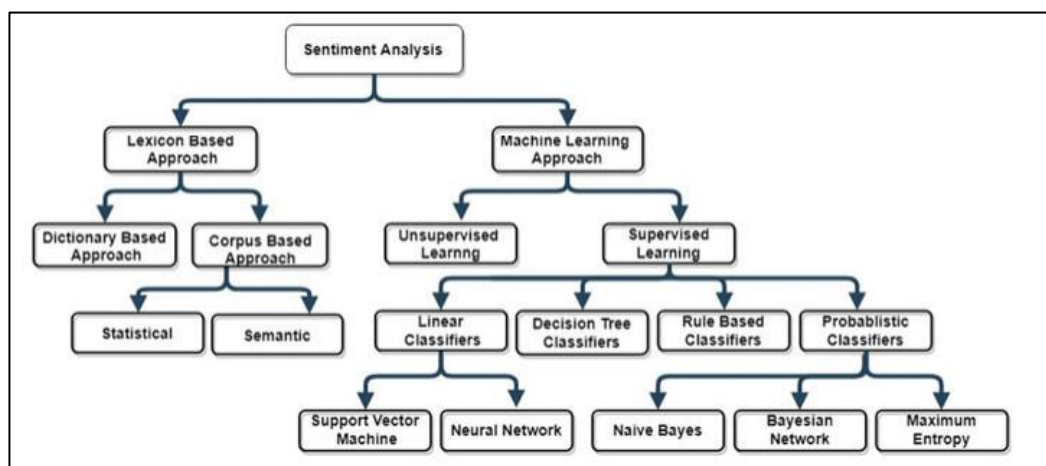 Sentiment Analysis
Lexicon Based
Approach
Machine Learning
Approach
Dictionary Based
Approach
Corpus Based
Approach
Unsupervised
Learnng
Supervised
Learning
Statistical
Semantic
Linear
Classifiers
Decision Tree
Classifiers
Rule Based
Classifiers
Probablistic
Classifiers
Support Vector
Machine
Neural Network
Naive Bayes
Bayesian
Network
Maximum
Entropy